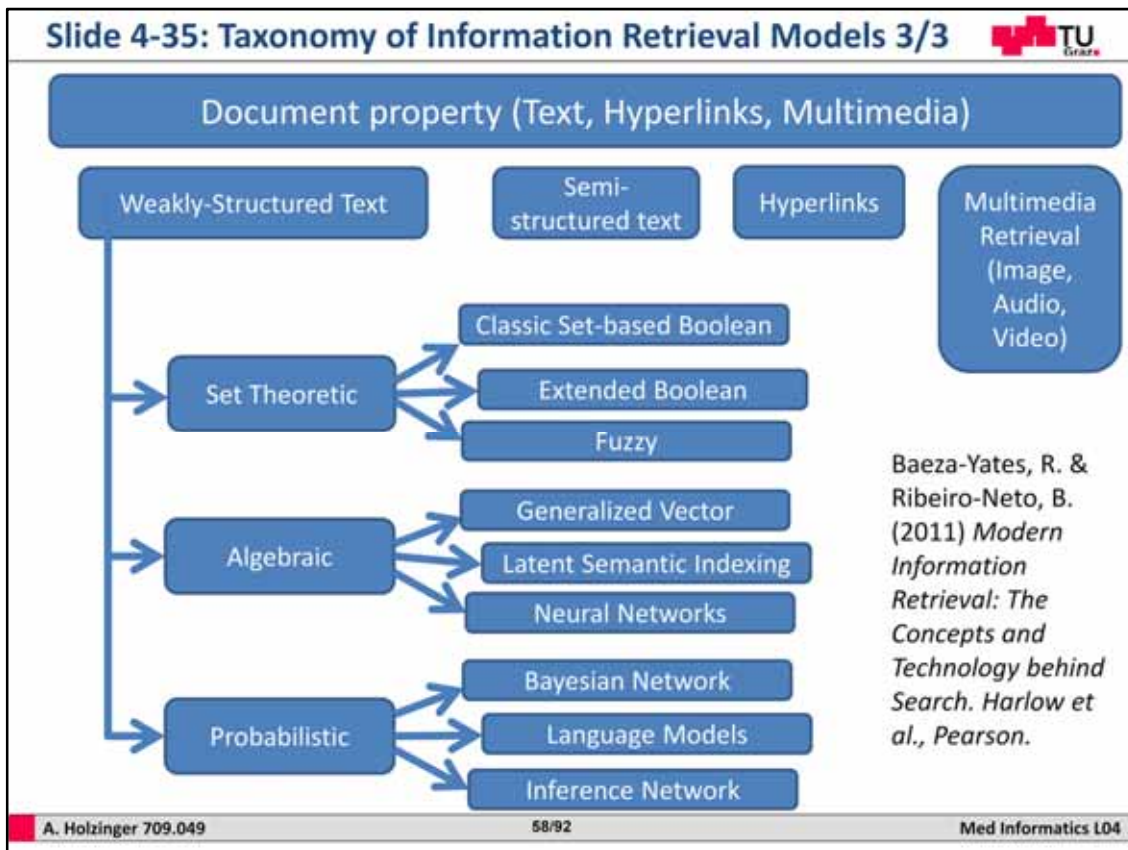 Slide 4-35: Taxonomy of Information Retrieval Models 3/3
TU
Graz
Document property (Text, Hyperlinks, Multimedia)
Weakly-Structured Text
Semi-
structured text
Hyperlinks
Multimedia
Retrieval
(Image,
Audio,
Video)
Set Theoretic
Classic Set-based Boolean
Extended Boolean
Fuzzy
Algebraic
Generalized Vector
Latent Semantic Indexing
Neural Networks
Probabilistic
Bayesian Network
Language Models
Inference Network
Baeza-Yates, R. &
Ribeiro-Neto, B.
(2011) Modern
Information
Retrieval: The
Concepts and
Technology behind
Search. Harlow et
al., Pearson.
A. Holzinger 709.049
58/92
Med Informatics L04